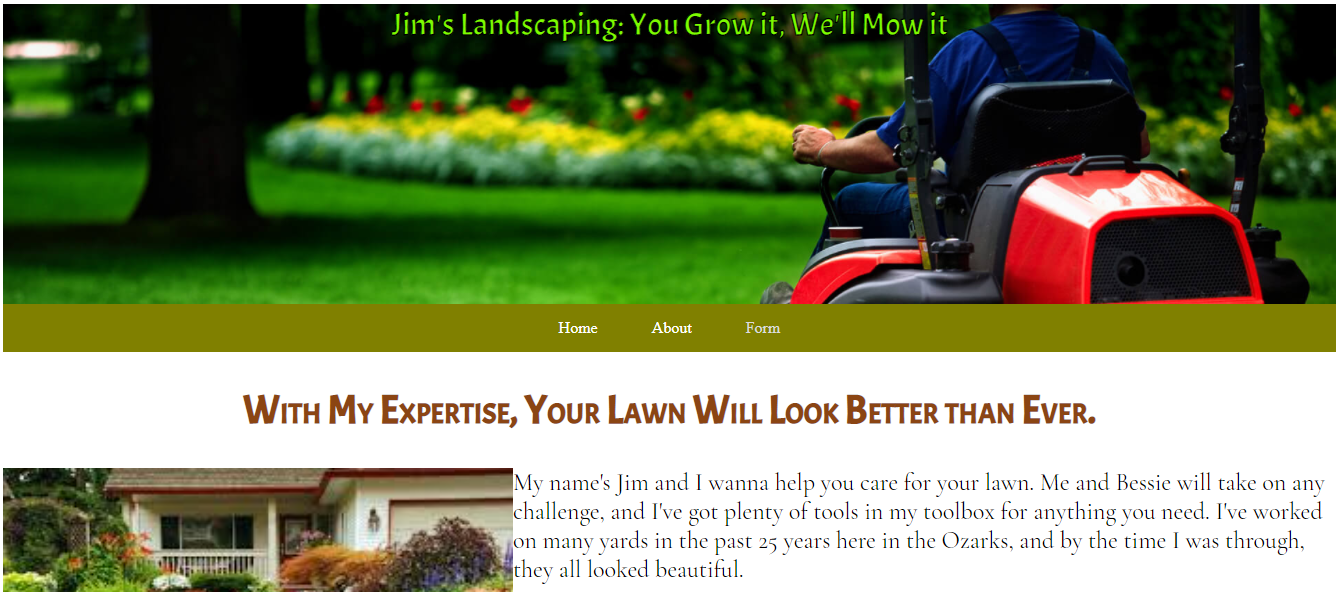 Jim's Landscaping: You Grow it, We'll Mow it
Home About Form
With My Expertise, Your Lawn Will Look Better than Ever.
My name's Jim and I wanna help you care for your lawn. Me and Bessie will take on any
challenge, and I've got plenty of tools in my toolbox for anything you need. I've worked
on many yards in the past 25 years here in the Ozarks, and by the time I was through,
they all looked beautiful.